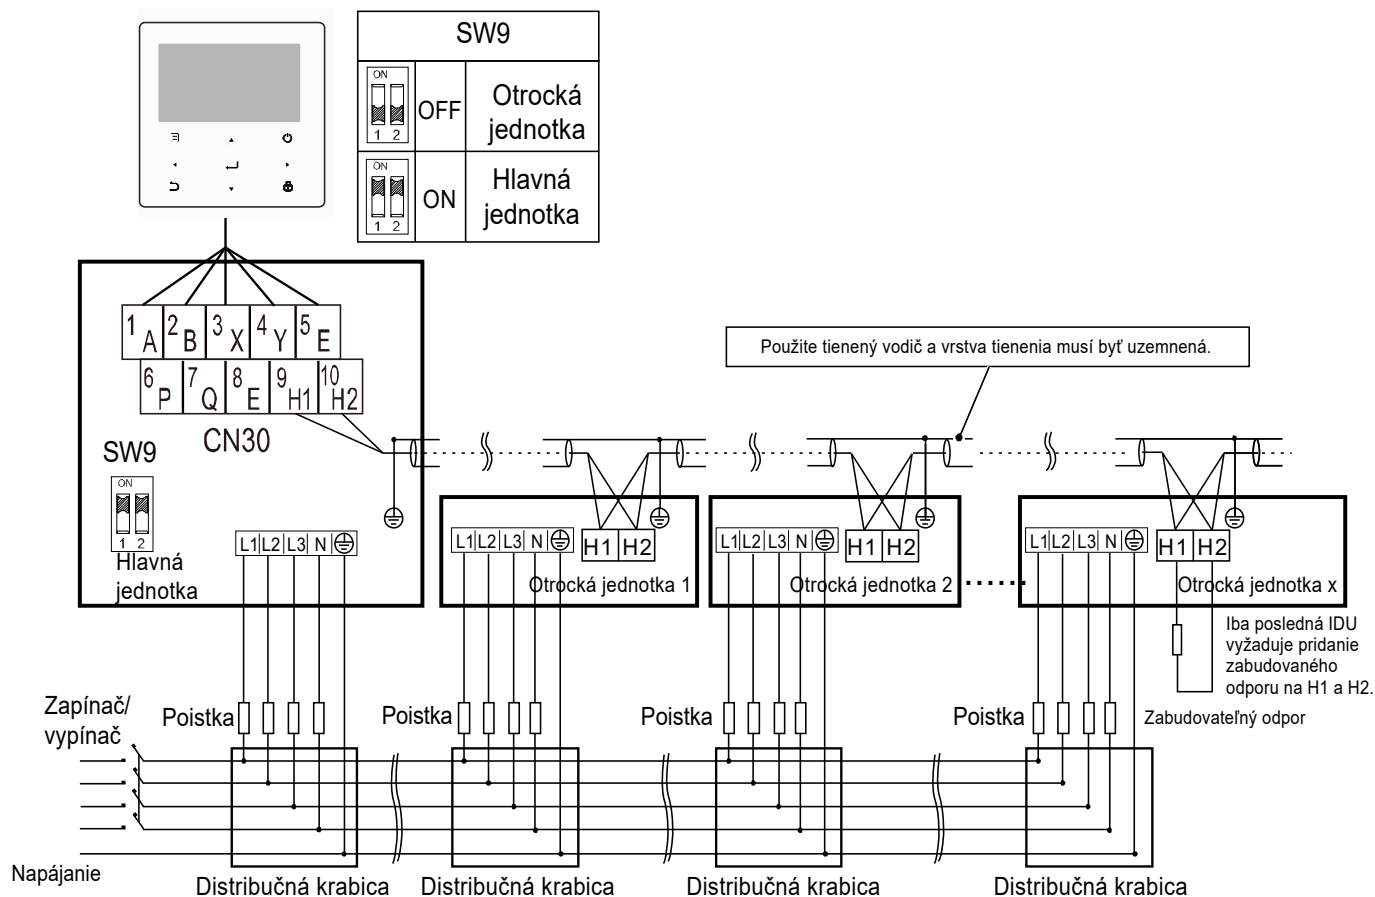 SW9
ON
1 2
OFF
Otrocká
jednotka
ON
1 2
ON
Hlavná
jednotka
1 A 2 B 3 X 4 Y 5 E
6 P 7 Q 8 E 9 H1 10 H2
CN30
Použite tienený vodič a vrstva tienenia musí byť uzemnená.
SW9
ON
1 2
Hlavná
jednotka
L1 L2 L3 N
L1 L2 L3 N
H1 H2
Otrocká jednotka 1
L1 L2 L3 N
H1 H2
Otrocká jednotka 2
L1 L2 L3 N
H1 H2
Otrocká jednotka x
Iba posledná IDU
vyžaduje pridanie
zabudovaného
odporu na H1 a H2.
Zabudovateľný odpor
Zapínač/
vypínač
Poistka
Poistka
Poistka
Poistka
Napájanie
Distribučná krabica
Distribučná krabica
Distribučná krabica
Distribučná krabica